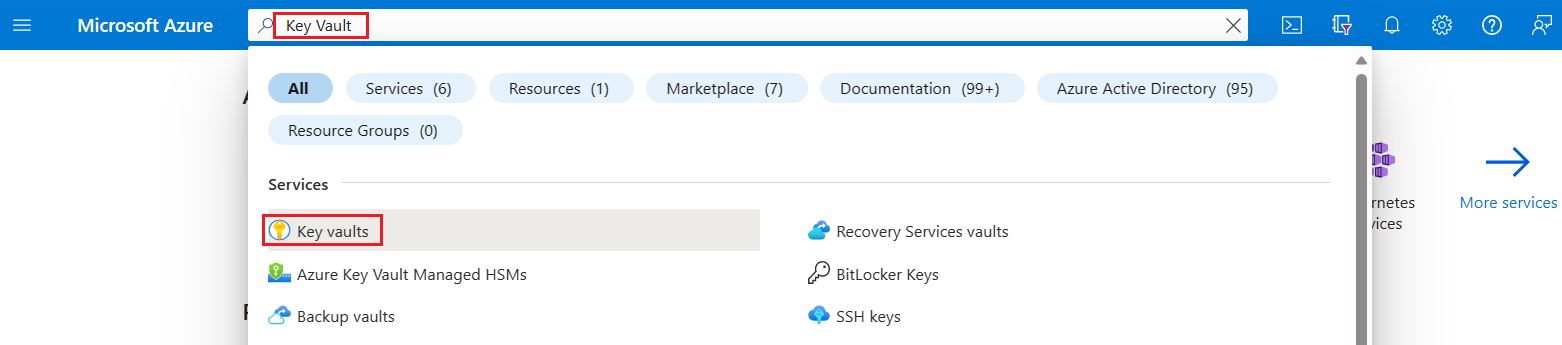 Microsoft Azure
Key Vault
All
Services (6)
Resources (1)
Marketplace (7)
Documentation (99+)
Azure Active Directory (95)
Resource Groups (0)
Services
Key vaults
Recovery Services vaults
Azure Key Vault Managed HSMs
BitLocker Keys
Backup vaults
SSH keys
More services